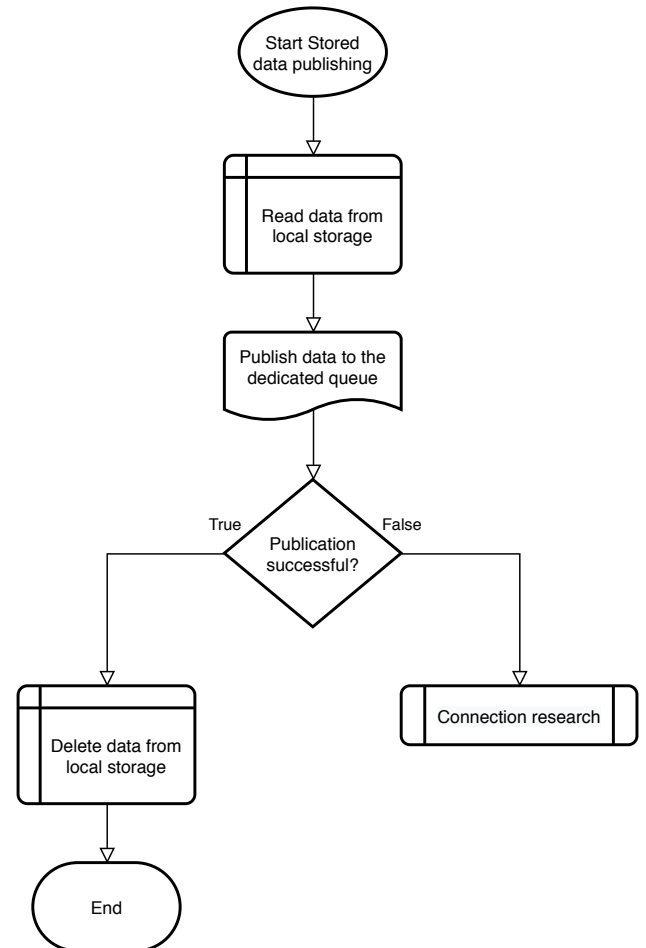 Start Stored
data publishing
Read data from
local storage
Publish data to the
dedicated queue
True
False
Publication
successful?
Delete data from
local storage
Connection research
End